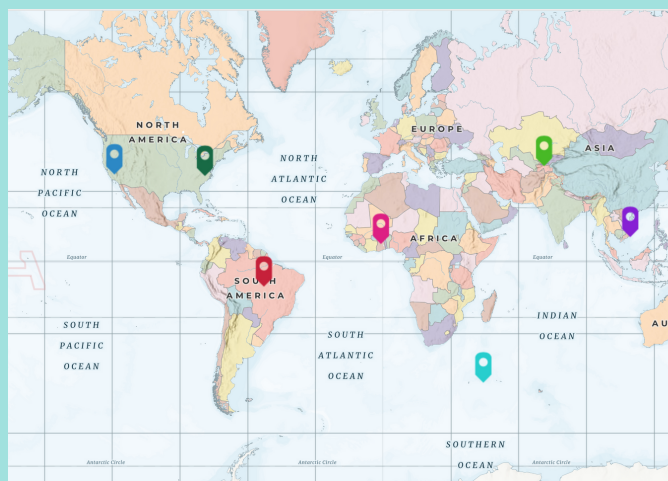 NORTH
AMERICA
EUROPE
ASIA
NORTH
PACIFIC
OCEAN
NORTH
ATLANTIC
OCEAN
AFRICA
Equator
Equator
Equator
SOUTH
AMERICA
SOUTH
PACIFIC
OCEAN
SOUTH
ATLANTIC
OCEAN
INDIAN
OCEAN
AU
SOUTHERN
OCEAN
Antarctic Circle
Antarctic Circle
Antarctic Circle